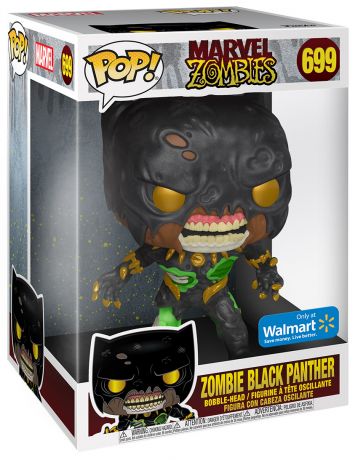 MARVEL
699
POP!
MARVEL
ZOMBIES
699
Only at
Walmart
Save money. Live better.
ZOMBIE BLACK PANTHER
BOBBLE-HEAD / FIGURINE À TÊTE OSCILLANTE
FIGURA CON CABEZA OSCILANTE